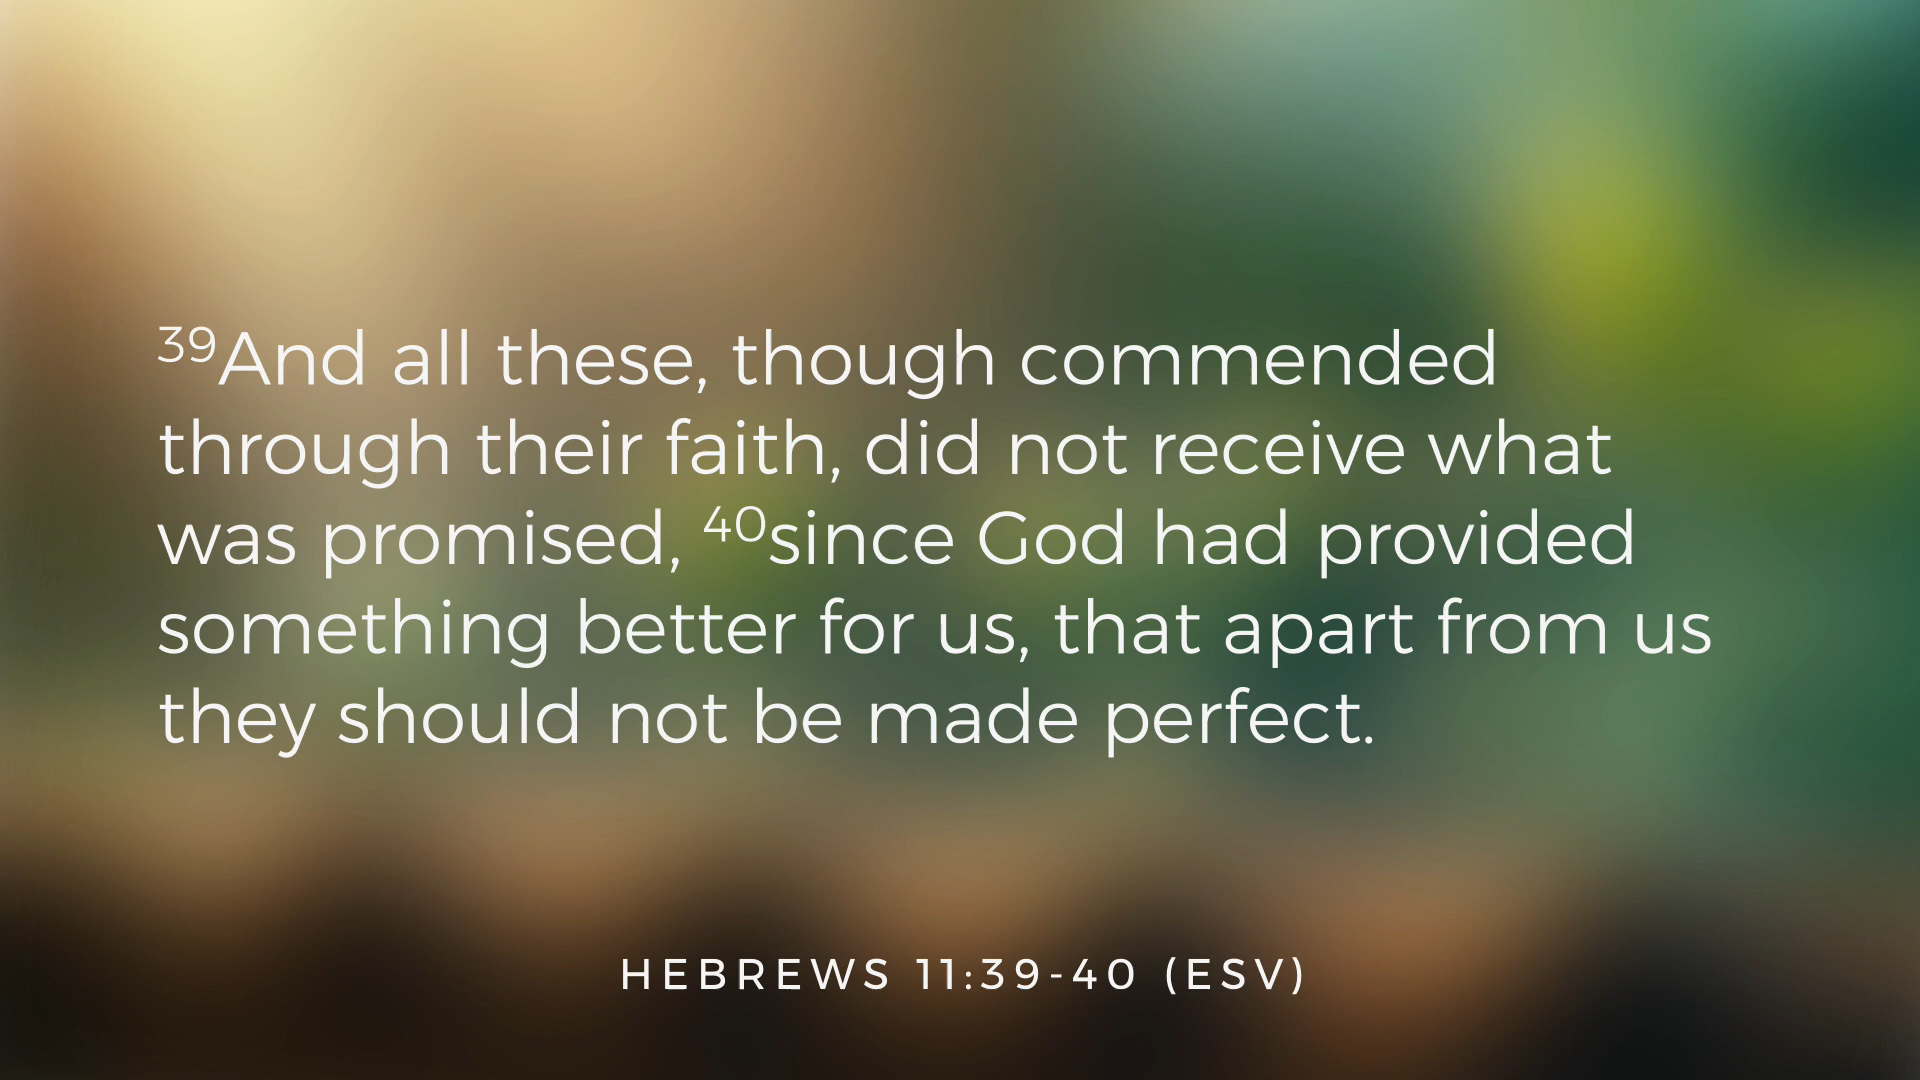 ³⁹And all these, though commended
through their faith, did not receive what
was promised, ⁴⁰since God had provided
something better for us, that apart from us
they should not be made perfect.
HEBREWS 11:39-40 (ESV)